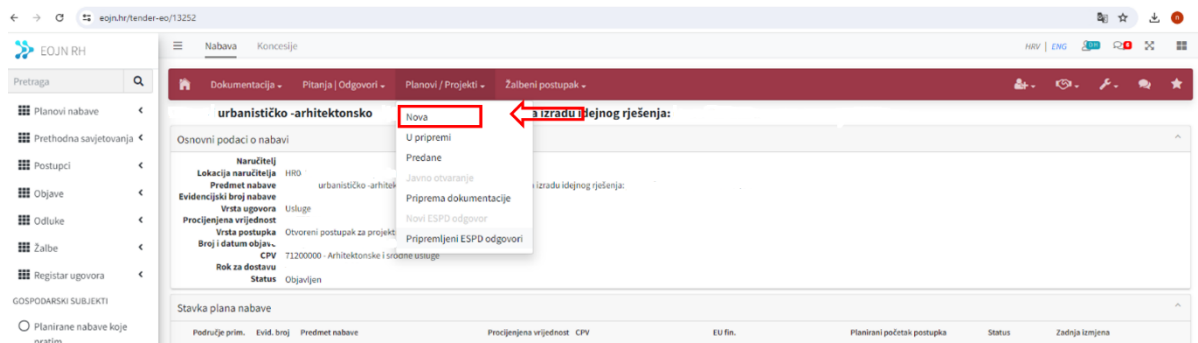 eojn.hr/tender-eo/13252
EOJN RH
Nabava Koncesije
HRV | ENG
Pretraga
Dokumentacija Pitanja | Odgovori Planovi / Projekti Žalbeni postupak
Planovi nabave
Prethodna savjetovanja
Postupci
Objave
Odluke
Žalbe
Registar ugovora
GOSPODARSKI SUBJEKTI
Planirane nabave koje
pratim
urbanističko -arhitektonsko a izradu idejnog rješenja:
Nova
U pripremi
Predane
Javno otvaranje
Priprema dokumentacije
Novi ESPD odgovor
Pripremljeni ESPD odgovori
Osnovni podaci o nabavi
Naručitelj
Lokacija naručitelja HR0
Predmet nabave urbanističko -arhitek izradu idejnog rješenja:
Evidencijski broj nabave
Vrsta ugovora Usluge
Procijenjena vrijednost
Vrsta postupka Otvoreni postupak za projekt
Broj i datum objav
CPV 71200000 - Arhitektonske i srodne usluge
Rok za dostavu
Status Objavljen
Stavka plana nabave
Područje prim. Evid. broj Predmet nabave Procijenjena vrijednost CPV EU fin. Planirani početak postupka Status Zadnja izmjena